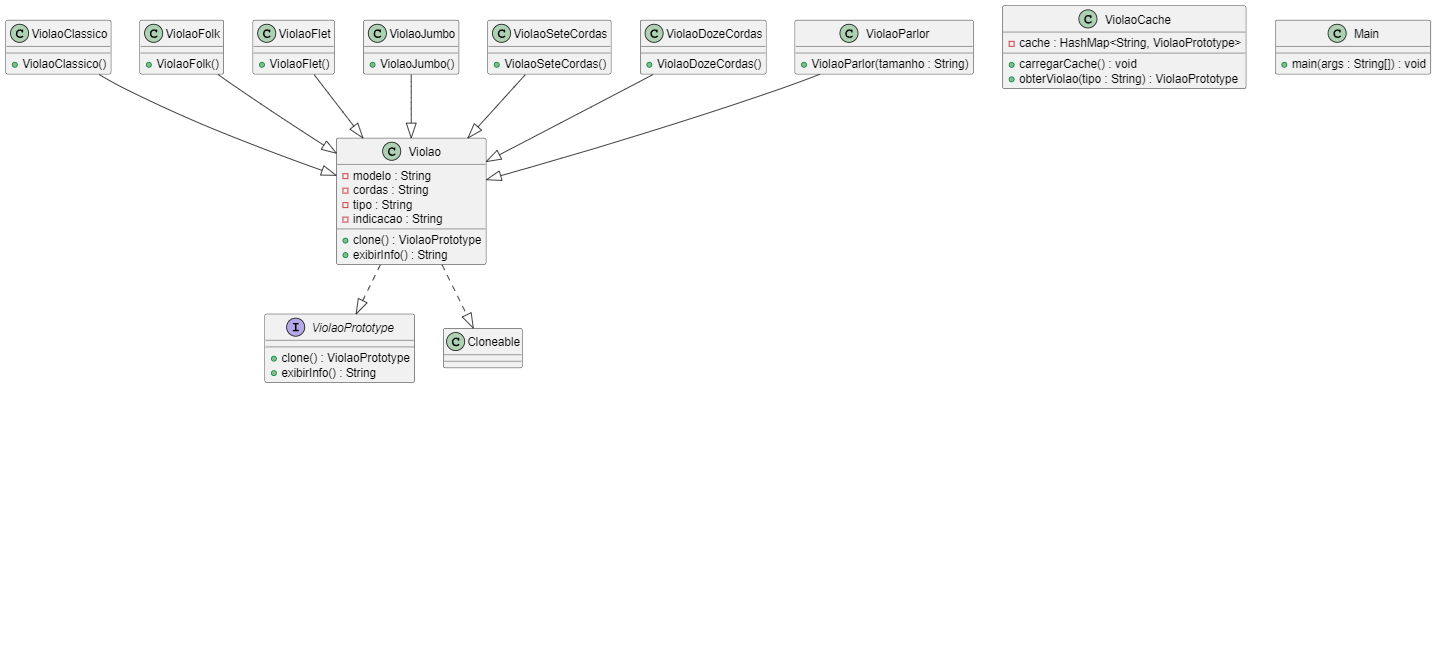 C ViolaoClassico
ViolaoClassico()
C ViolaoFolk
ViolaoFolk()
C ViolaoFlet
ViolaoFlet()
C ViolaoJumbo
ViolaoJumbo()
C ViolaoSeteCordas
ViolaoSeteCordas()
C ViolaoDozeCordas
ViolaoDozeCordas()
C ViolaoParlor
ViolaoParlor(tamanho : String)
C ViolaoCache
cache : HashMap<String, ViolaoPrototype>
carregarCache() : void
obterViolao(tipo : String) : ViolaoPrototype
C Main
main(args : String[]) : void
C Violao
modelo : String
cordas : String
tipo : String
indicacao : String
clone() : ViolaoPrototype
exibirInfo() : String
I ViolaoPrototype
clone() : ViolaoPrototype
exibirInfo() : String
C Cloneable